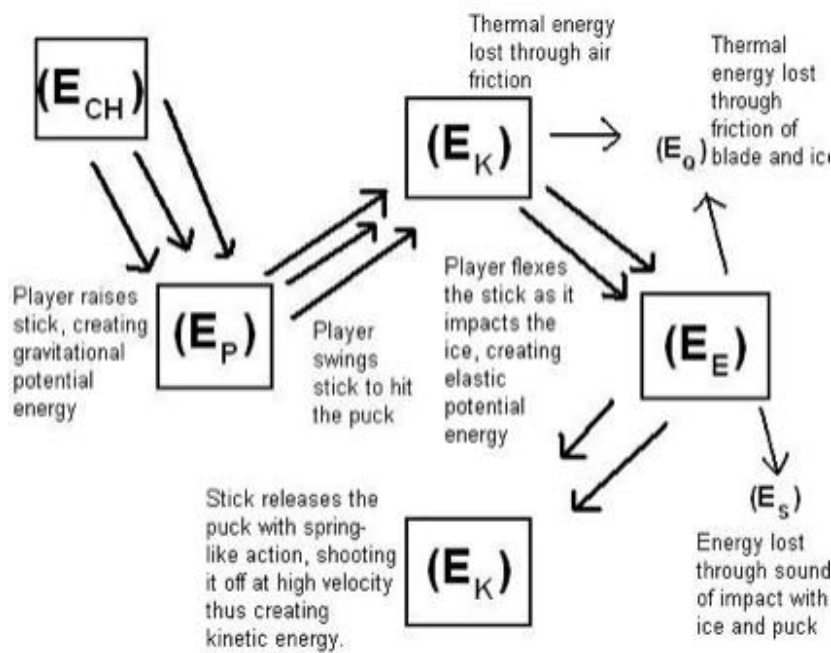 (E_CH)
Thermal energy
lost through air
friction
Thermal
energy lost
through
friction of
blade and ice
(E_K)
(E_Q)
Player raises
stick, creating
gravitational
potential
energy
(E_P)
Player
swings
stick to hit
the puck
Player flexes
the stick as it
impacts the
ice, creating
elastic
potential
energy
(E_E)
Stick releases the
puck with spring-
like action, shooting
it off at high velocity
thus creating
kinetic energy.
(E_K)
(E_S)
Energy lost
through sound
of impact with
ice and puck